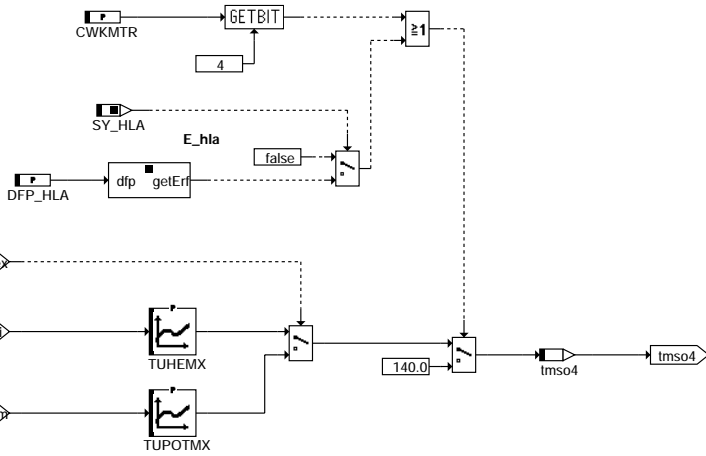 P
CWKMTR
GETBIT
4
≧1
SY_HLA
E_hla
false
P
DFP_HLA
dfp getErf
P
TUHEMX
140.0
tmso4
tmso4
P
TUPOTMX